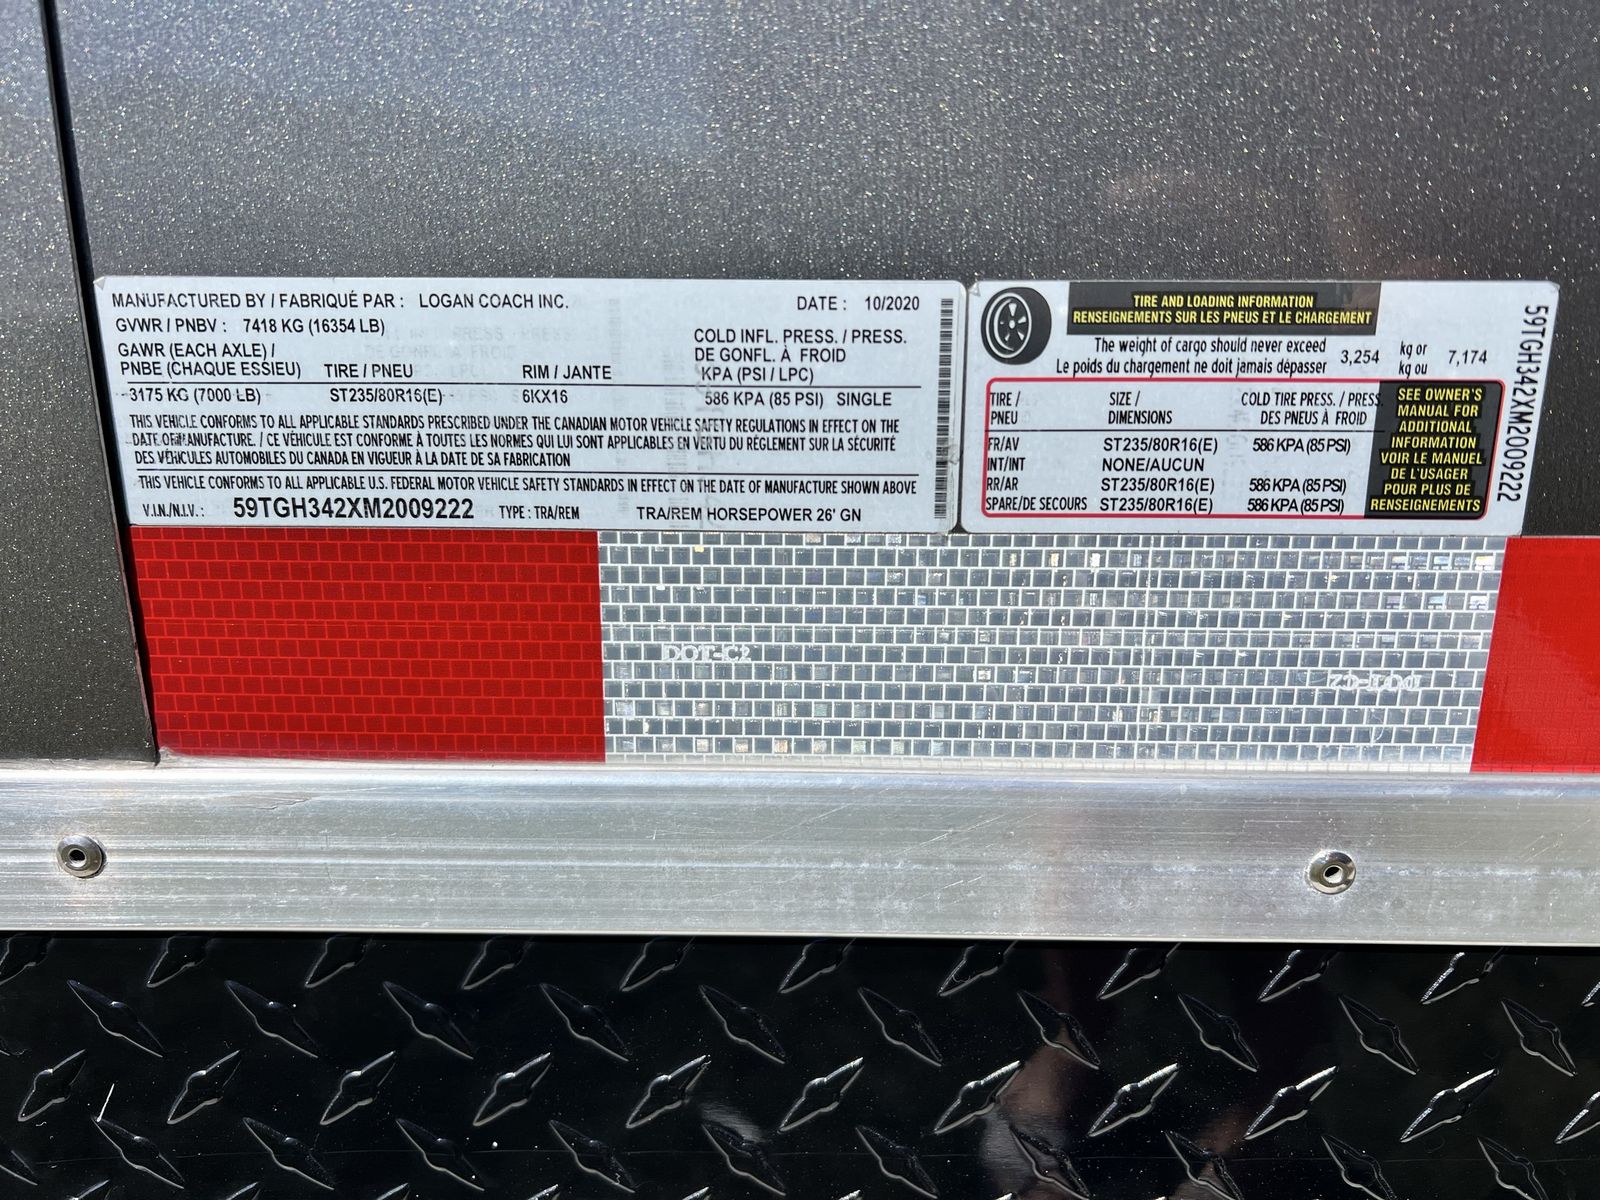 MANUFACTURED BY / FABRIQUÉ PAR : LOGAN COACH INC. DATE : 10/2020
GVWR / PNBV : 7418 KG (16354 LB)
COLD INFL. PRESS. / PRESS.
GAWR (EACH AXLE) / DE GONFL. À FROID
PNBE (CHAQUE ESSIEU) TIRE / PNEU RIM / JANTE KPA (PSI / LPC)
3175 KG (7000 LB) ST235/80R16(E) 6KX16 586 KPA (85 PSI) SINGLE
THIS VEHICLE CONFORMS TO ALL APPLICABLE STANDARDS PRESCRIBED UNDER THE CANADIAN MOTOR VEHICLE SAFETY REGULATIONS IN EFFECT ON THE
DATE OF MANUFACTURE. / CE VÉHICULE EST CONFORME À TOUTES LES NORMES QUI LUI SONT APPLICABLES EN VERTU DU RÈGLEMENT SUR LA SÉCURITÉ
DES VÉHICULES AUTOMOBILES DU CANADA EN VIGUEUR À LA DATE DE SA FABRICATION
THIS VEHICLE CONFORMS TO ALL APPLICABLE U.S. FEDERAL MOTOR VEHICLE SAFETY STANDARDS IN EFFECT ON THE DATE OF MANUFACTURE SHOWN ABOVE
V.I.N./N.I.V.: 59TGH342XM2009222 TYPE : TRA/REM TRA/REM HORSEPOWER 26' GN
TIRE AND LOADING INFORMATION
RENSEIGNEMENTS SUR LES PNEUS ET LE CHARGEMENT
The weight of cargo should never exceed
Le poids du chargement ne doit jamais dépasser
3,254 kg or kg ou 7,174
TIRE / SIZE / COLD TIRE PRESS. / PRESS.
PNEU DIMENSIONS DES PNEUS À FROID
FR/AV ST235/80R16(E) 586 KPA (85 PSI)
INT/INT NONE/AUCUN
RR/AR ST235/80R16(E) 586 KPA (85 PSI)
SPARE/DE SECOURS ST235/80R16(E) 586 KPA (85 PSI)
SEE OWNER'S
MANUAL FOR
ADDITIONAL
INFORMATION
VOIR LE MANUEL
DE L'USAGER
POUR PLUS DE
RENSEIGNEMENTS
59TGH342XM2009222
DOT-C2
DOT-C2